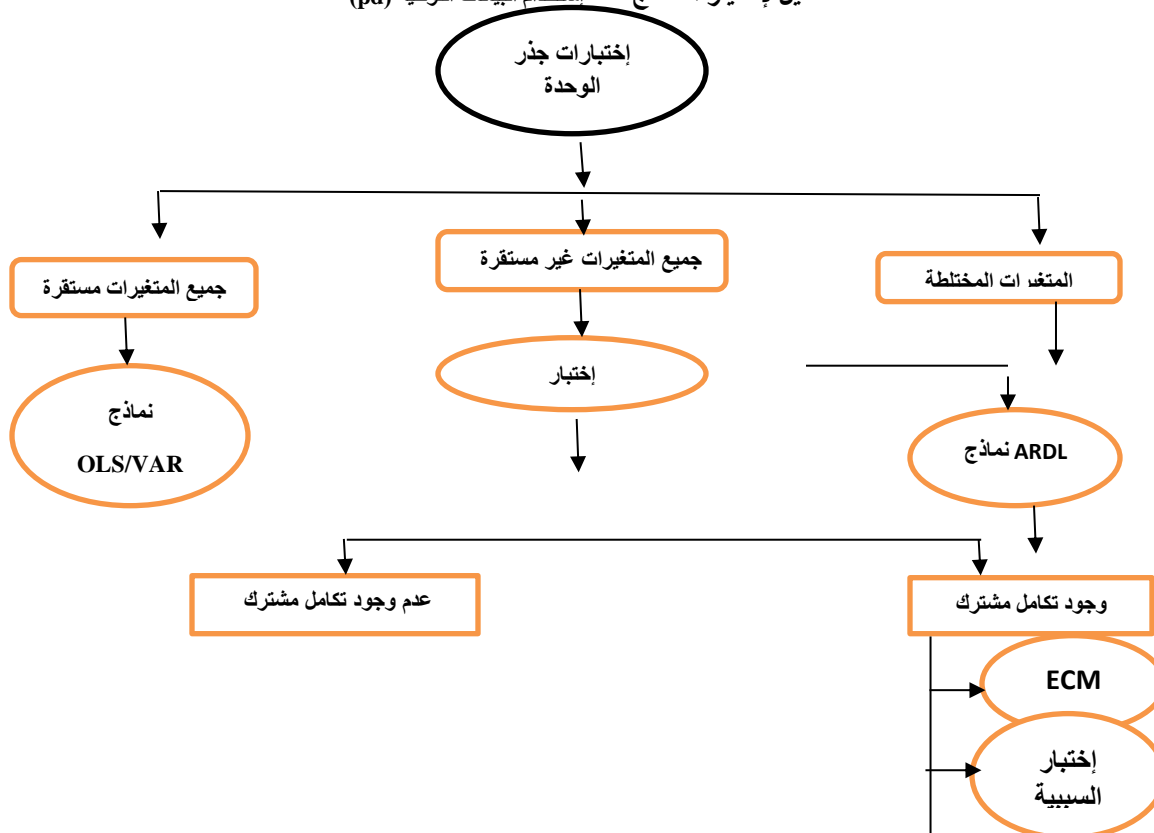 (pd)
إختبارات جذر
الوحدة
المتغيرات المختلطة
جميع المتغيرات غير مستقرة
جميع المتغيرات مستقرة
إختبار
نماذج
OLS/VAR
نماذج ARDL
عدم وجود تكامل مشترك
وجود تكامل مشترك
ECM
إختبار
السببية